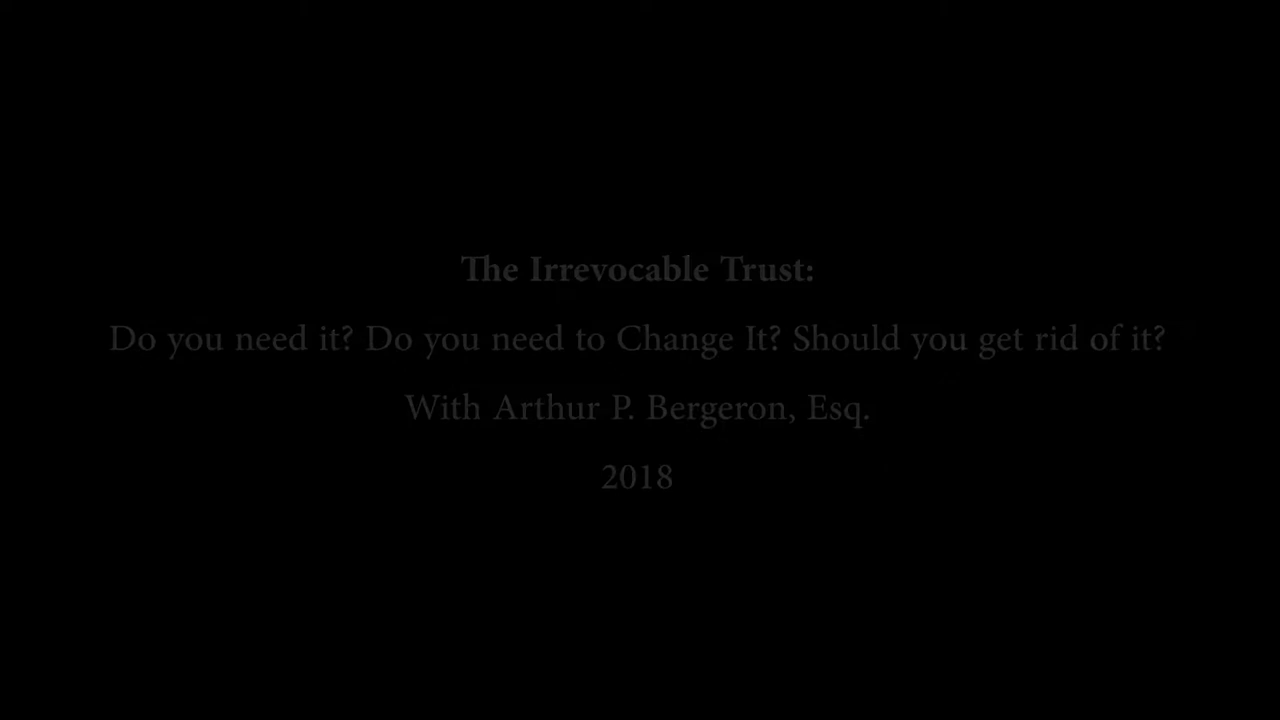 The Irrevocable Trust:
Do you need it? Do you need to Change It? Should you get rid of it?
With Arthur P. Bergeron, Esq.
2018